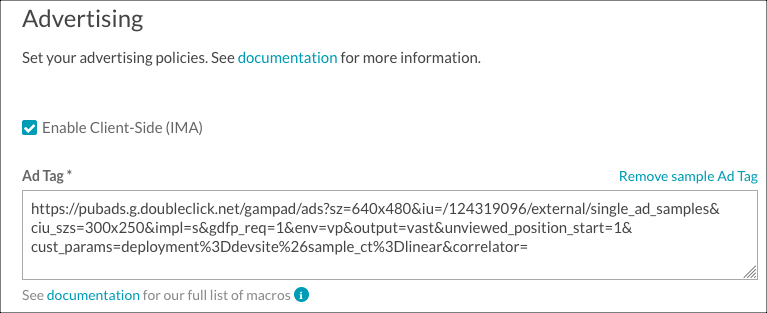 Advertising
Set your advertising policies. See documentation for more information.
Enable Client-Side (IMA)
Ad Tag *
Remove sample Ad Tag
https://pubads.g.doubleclick.net/gampad/ads?sz=640x480&iu=/124319096/external/single_ad_samples&
ciu_szs=300x250&impl=s&gdfp_req=1&env=vp&output=vast&unviewed_position_start=1&
cust_params=deployment%3Ddevsite%26sample_ct%3Dlinear&correlator=
See documentation for our full list of macros